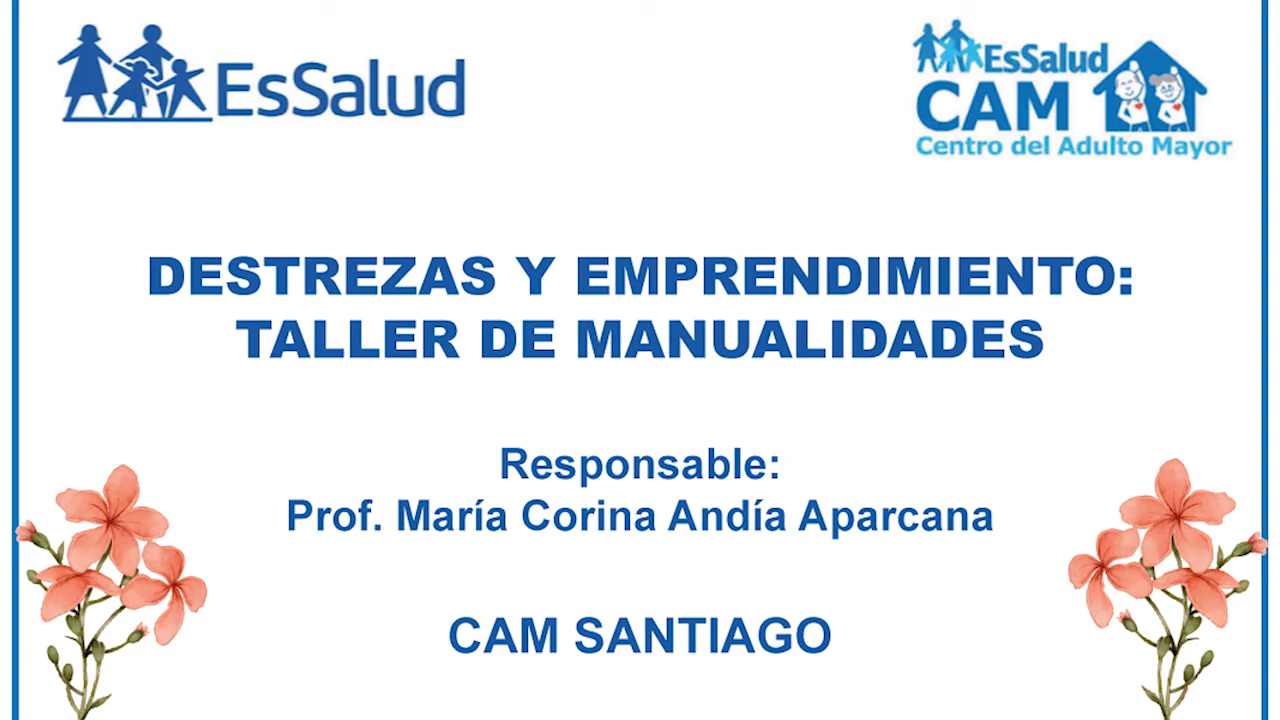 EsSalud
EsSalud
CAM
Centro del Adulto Mayor
DESTREZAS Y EMPRENDIMIENTO:
TALLER DE MANUALIDADES
Responsable:
Prof. María Corina Andía Aparcana
CAM SANTIAGO